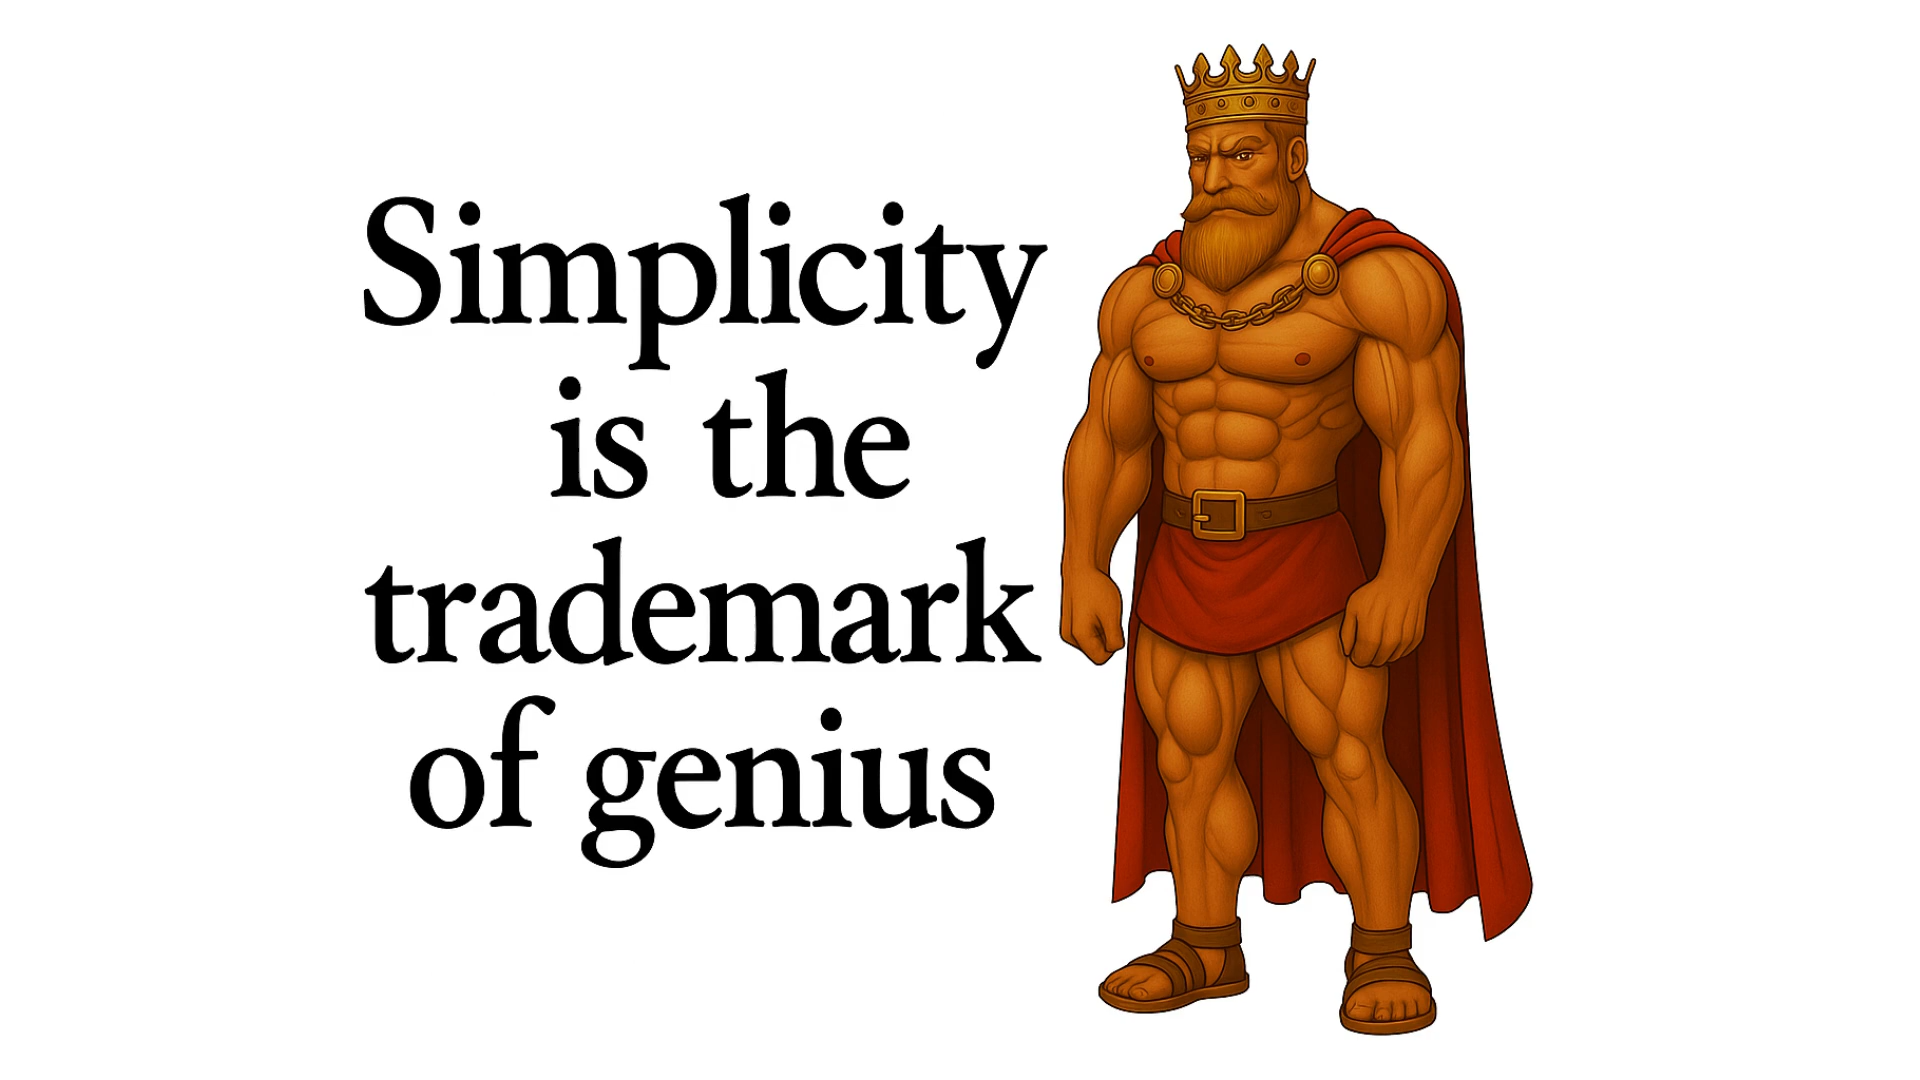 Simplicity
is the
trademark
of genius